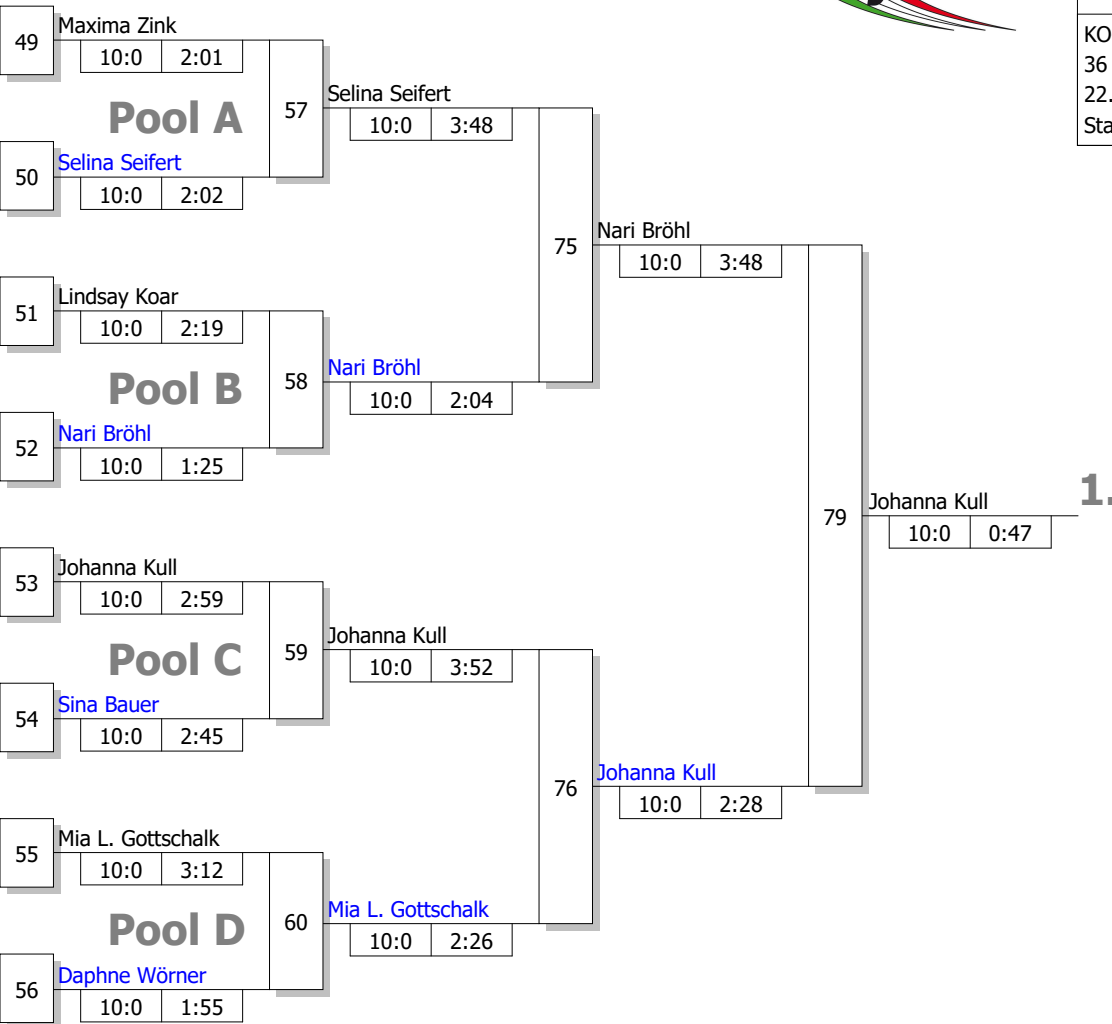 49
Maxima Zink
10:0 2:01
Pool A
57
Selina Seifert
10:0 3:48
50
Selina Seifert
10:0 2:02
75
Nari Bröhl
10:0 3:48
51
Lindsay Koar
10:0 2:19
Pool B
58
Nari Bröhl
10:0 2:04
52
Nari Bröhl
10:0 1:25
79
Johanna Kull
10:0 0:47
1.
53
Johanna Kull
10:0 2:59
Pool C
59
Johanna Kull
10:0 3:52
54
Sina Bauer
10:0 2:45
76
Johanna Kull
10:0 2:28
55
Mia L. Gottschalk
10:0 3:12
Pool D
60
Mia L. Gottschalk
10:0 2:26
56
Daphne Wörner
10:0 1:55
KO
36
22.
Sta